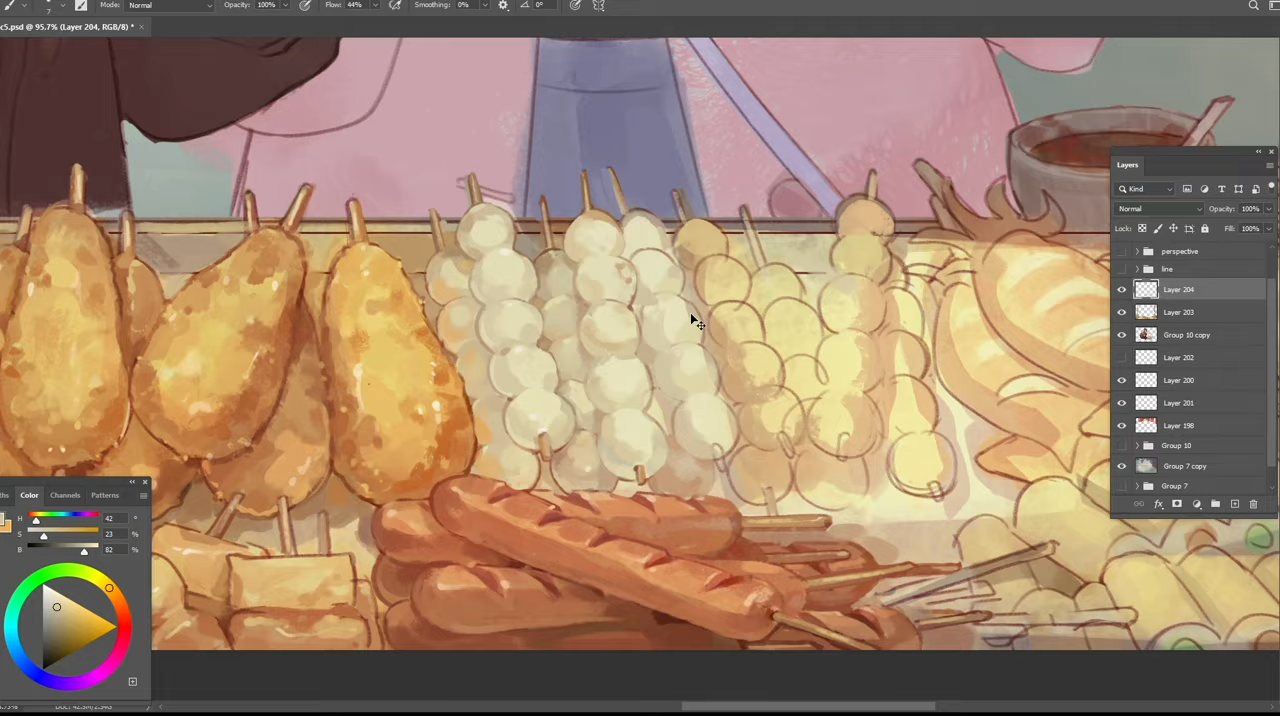 7
Mode: Normal
Opacity: 100%
Flow: 44%
Smoothing: 0%
0°
c5.psd @ 95.7% (Layer 204, RGB/8) *
Layers
Kind
Normal
Opacity: 100%
Lock:
Fill: 100%
perspective
line
Layer 204
Layer 203
Group 10 copy
Layer 202
Layer 200
Layer 201
Layer 198
Group 10
Group 7 copy
Group 7
fx
Color
Channels
Patterns
H 42 °
S 23 %
B 82 %